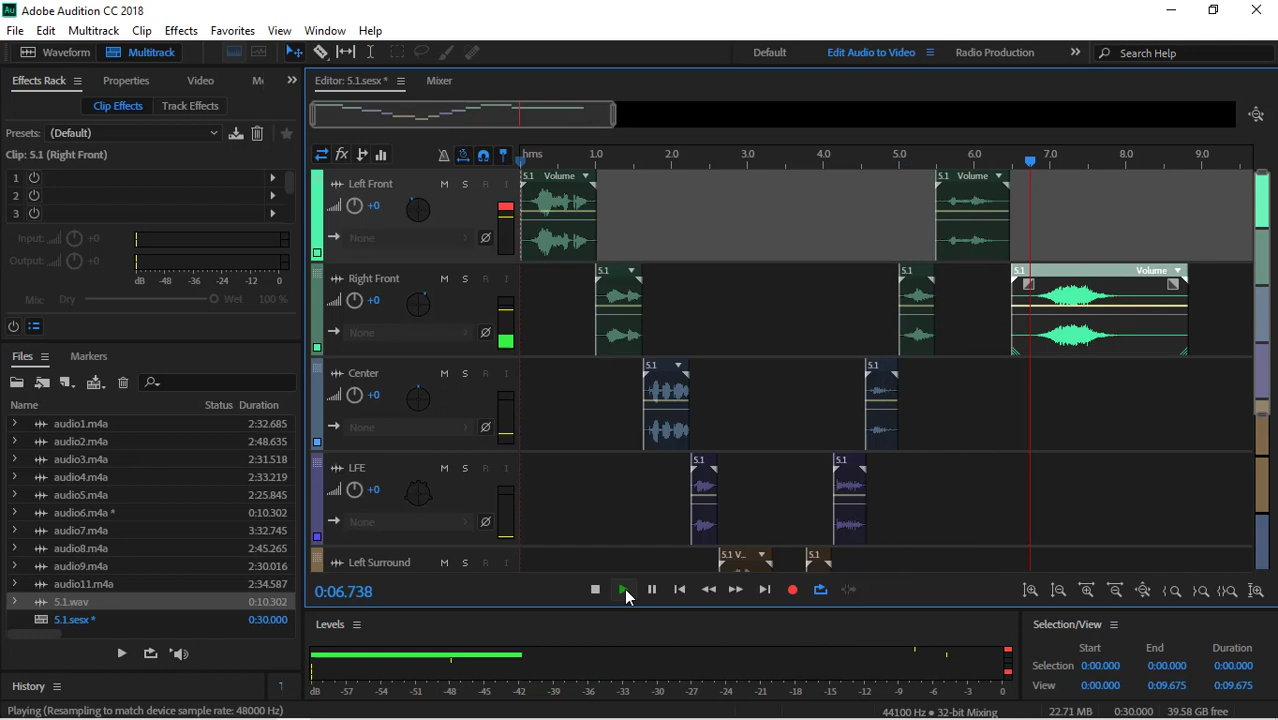 Au Adobe Audition CC 2018
File Edit Multitrack Clip Effects Favorites View Window Help
Waveform Multitrack Default Edit Audio to Video Radio Production Search Help
Effects Rack Properties Video Editor: 5.1.sesx * Mixer
Clip Effects Track Effects
Presets: (Default)
Clip: 5.1 (Right Front)
1
2
3
Input: +0
Output: +0
dB -48 -36 -24 -12 0
Mix: Dry Wet 100 %
fx
hms 1.0 2.0 3.0 4.0 5.0 6.0 7.0 8.0 9.0
Left Front M S R I 5.1 Volume 5.1 Volume
+0
None
Right Front M S R I 5.1 5.1 5.1 Volume
+0
None
Center M S R I 5.1 5.1
+0
None
LFE M S R I 5.1 5.1
+0
None
Left Surround M S R I 5.1 V... 5.1
Files Markers
Name Status Duration
audio1.m4a 2:32.685
audio2.m4a 2:48.635
audio3.m4a 2:31.518
audio4.m4a 2:33.219
audio5.m4a 2:25.845
audio6.m4a * 0:10.302
audio7.m4a 3:32.745
audio8.m4a 2:45.265
audio9.m4a 2:30.016
audio11.m4a 2:34.587
5.1.wav 0:10.302
5.1.sesx * 0:30.000
0:06.738
History
Levels
dB -57 -54 -51 -48 -45 -42 -39 -36 -33 -30 -27 -24 -21 -18 -15 -12 -9 -6 -3 0
Selection/View
Start End Duration
Selection 0:00.000 0:00.000 0:00.000
View 0:00.000 0:09.675 0:09.675
Playing (Resampling to match device sample rate: 48000 Hz) 44100 Hz ● 32-bit Mixing 22.71 MB 0:30.000 39.58 GB free